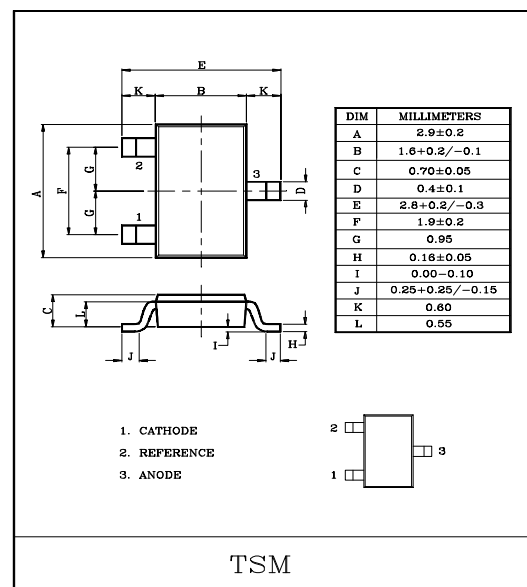 E
K B K
A
F
G
G
2
1
3
D
C
L
J
I
H
J
DIM MILLIMETERS
A 2.9±0.2
B 1.6+0.2/−0.1
C 0.70±0.05
D 0.4±0.1
E 2.8+0.2/−0.3
F 1.9±0.2
G 0.95
H 0.16±0.05
I 0.00−0.10
J 0.25+0.25/−0.15
K 0.60
L 0.55
1. CATHODE
2. REFERENCE
3. ANODE
2
3
1
TSM